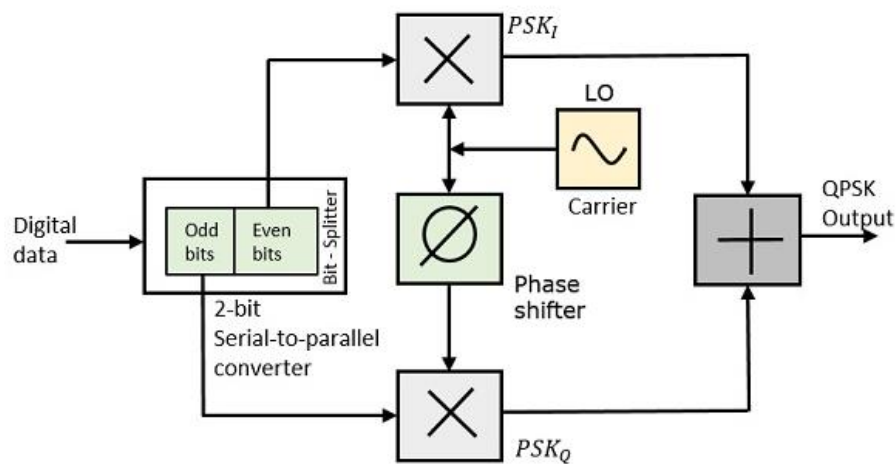 PSK_I
LO
Carrier
Digital
data
Odd
bits
Even
bits
Bit - Splitter
2-bit
Serial-to-parallel
converter
Phase
shifter
QPSK
Output
PSK_Q